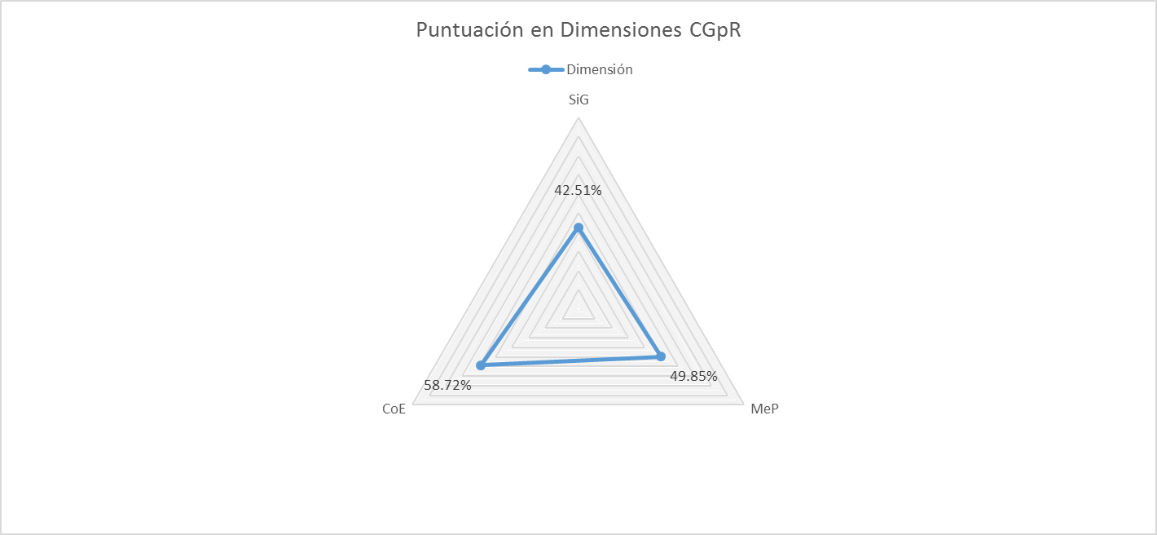 Puntuación en Dimensiones CGpR
Dimensión
SiG
42.51%
49.85%
58.72%
CoE
MeP